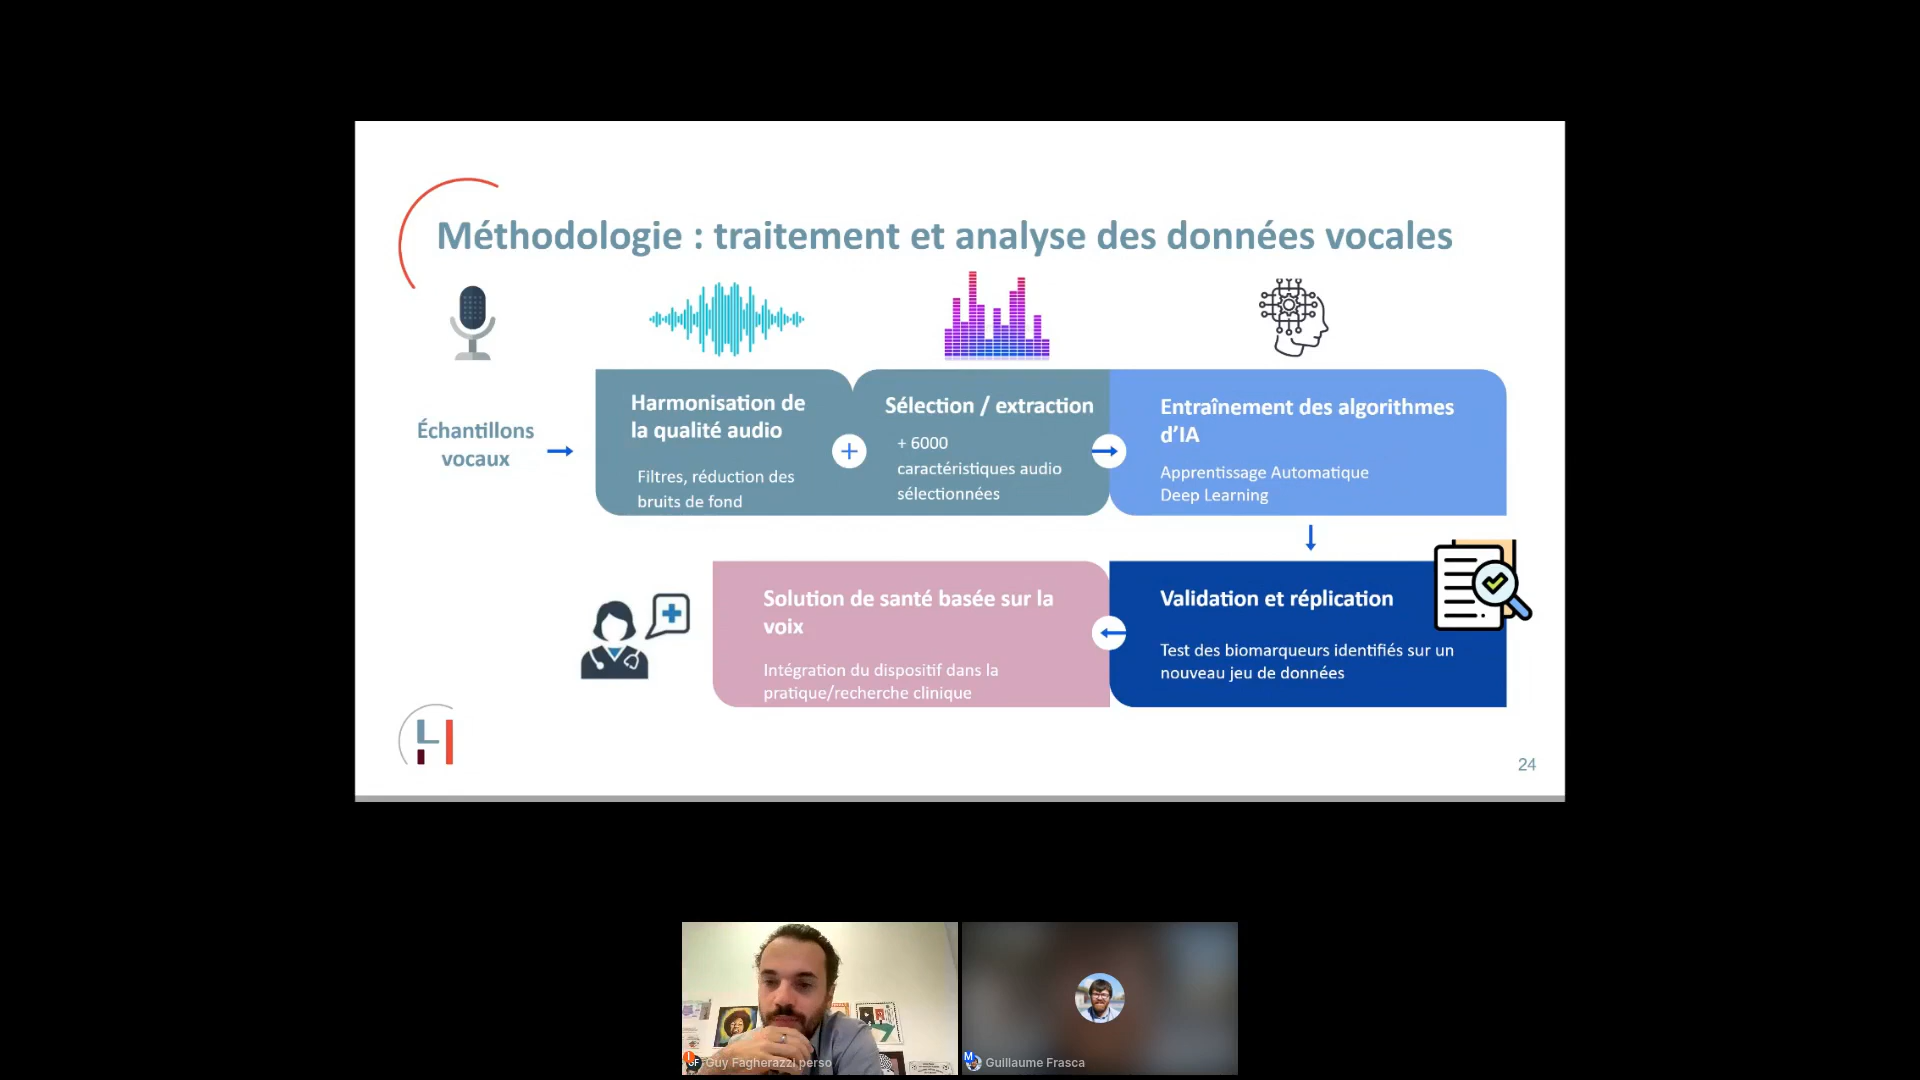 Méthodologie : traitement et analyse des données vocales
Échantillons
vocaux
Harmonisation de
la qualité audio
Filtres, réduction des
bruits de fond
Sélection / extraction
+ 6000
caractéristiques audio
sélectionnées
Entraînement des algorithmes
d'IA
Apprentissage Automatique
Deep Learning
Solution de santé basée sur la
voix
Intégration du dispositif dans la
pratique/recherche clinique
Validation et réplication
Test des biomarqueurs identifiés sur un
nouveau jeu de données
24
GF Guy Fagherazzi perso
M Guillaume Frasca